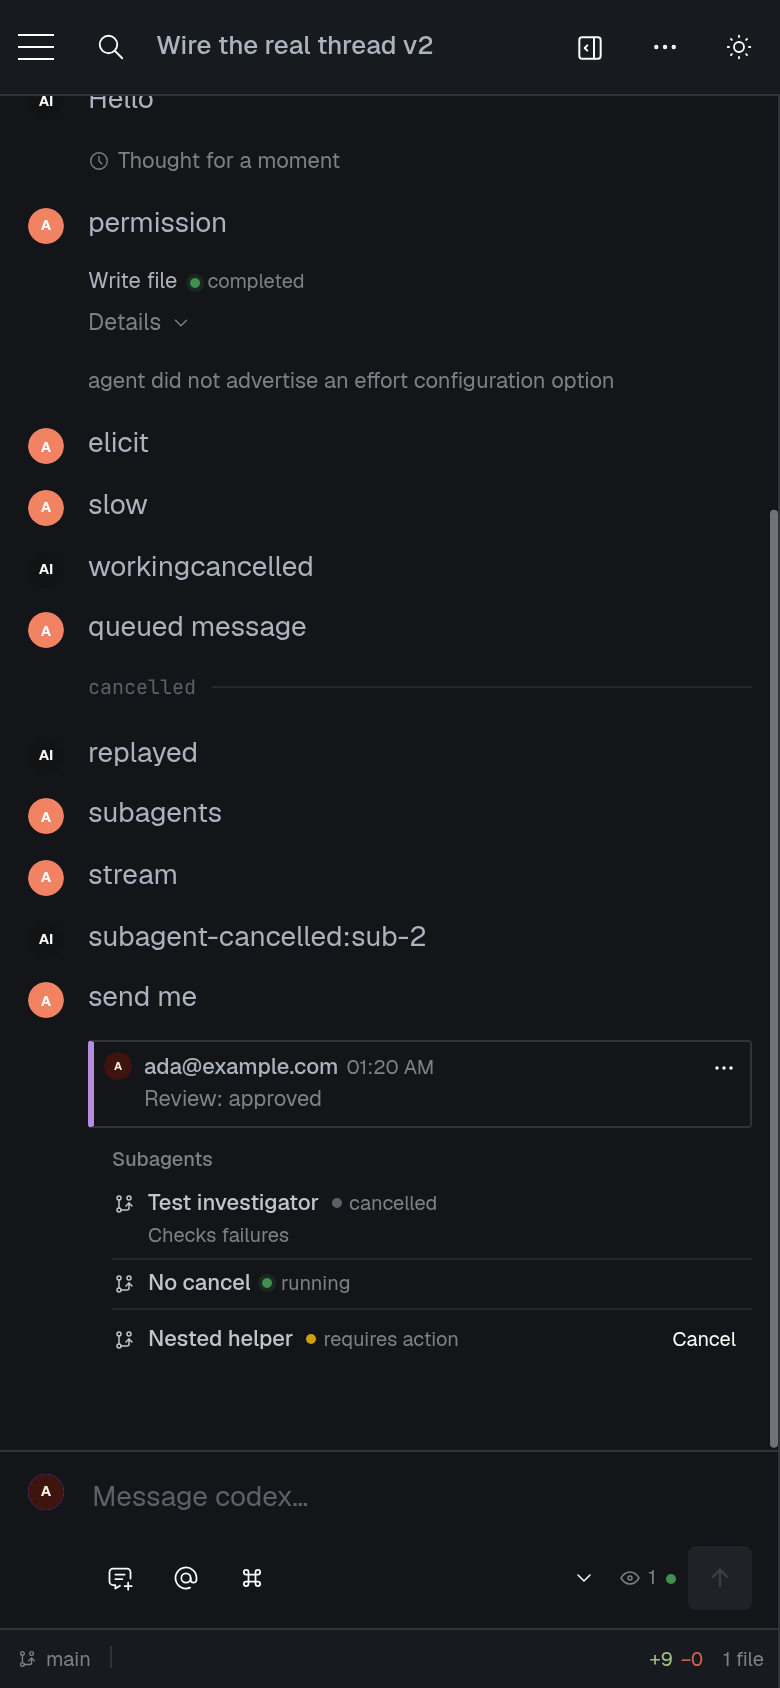 Wire the real thread v2
AI Hello
Thought for a moment
A permission
Write file completed
Details
agent did not advertise an effort configuration option
A elicit
A slow
AI workingcancelled
A queued message
cancelled
AI replayed
A subagents
A stream
AI subagent-cancelled:sub-2
A send me
A ada@example.com 01:20 AM
Review: approved
Subagents
Test investigator cancelled
Checks failures
No cancel running
Nested helper requires action Cancel
A Message codex…
1
main +9 −0 1 file